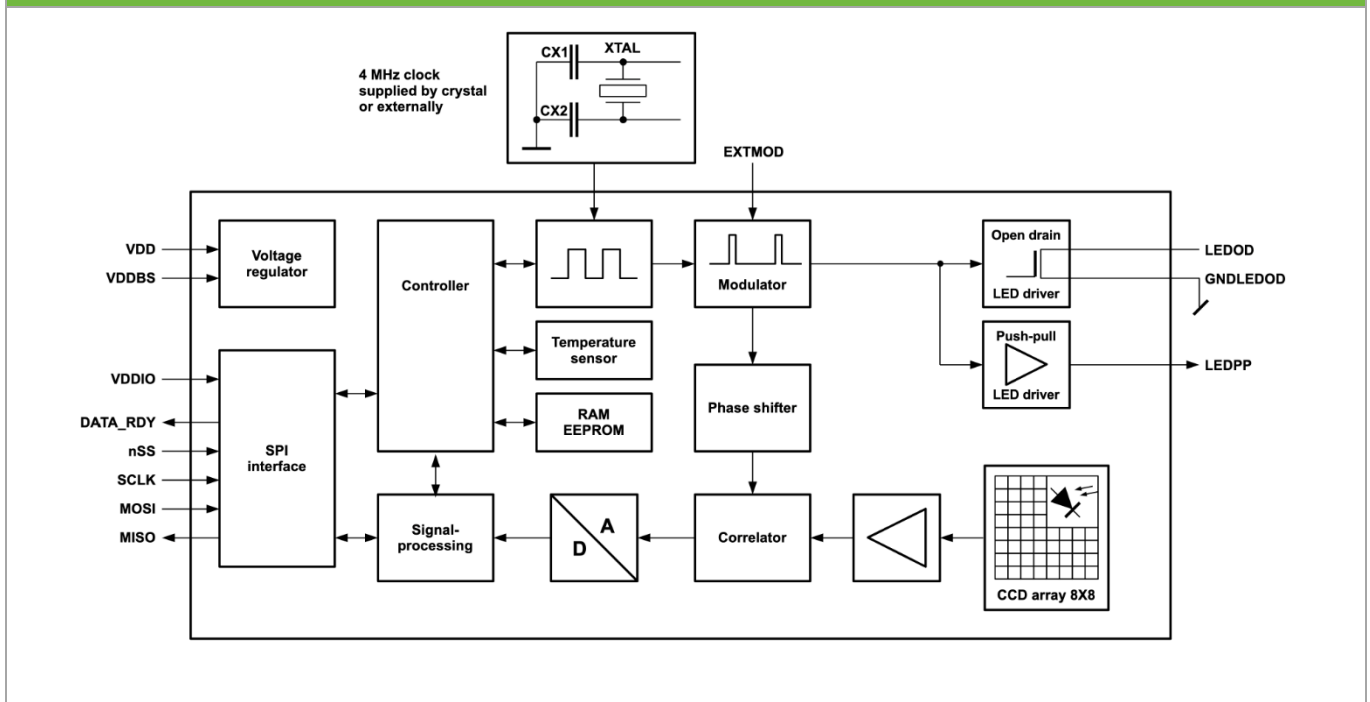 CX1
XTAL
4 MHz clock
supplied by crystal
or externally
CX2
EXTMOD
VDD
VDDBS
Voltage
regulator
Controller
Modulator
Open drain
LED driver
LEDOD
GNDLEDOD
Temperature
sensor
Push-pull
LED driver
LEDPP
VDDIO
DATA_RDY
nSS
SCLK
MOSI
MISO
SPI
interface
RAM
EEPROM
Phase shifter
Signal-
processing
A
D
Correlator
CCD array 8X8